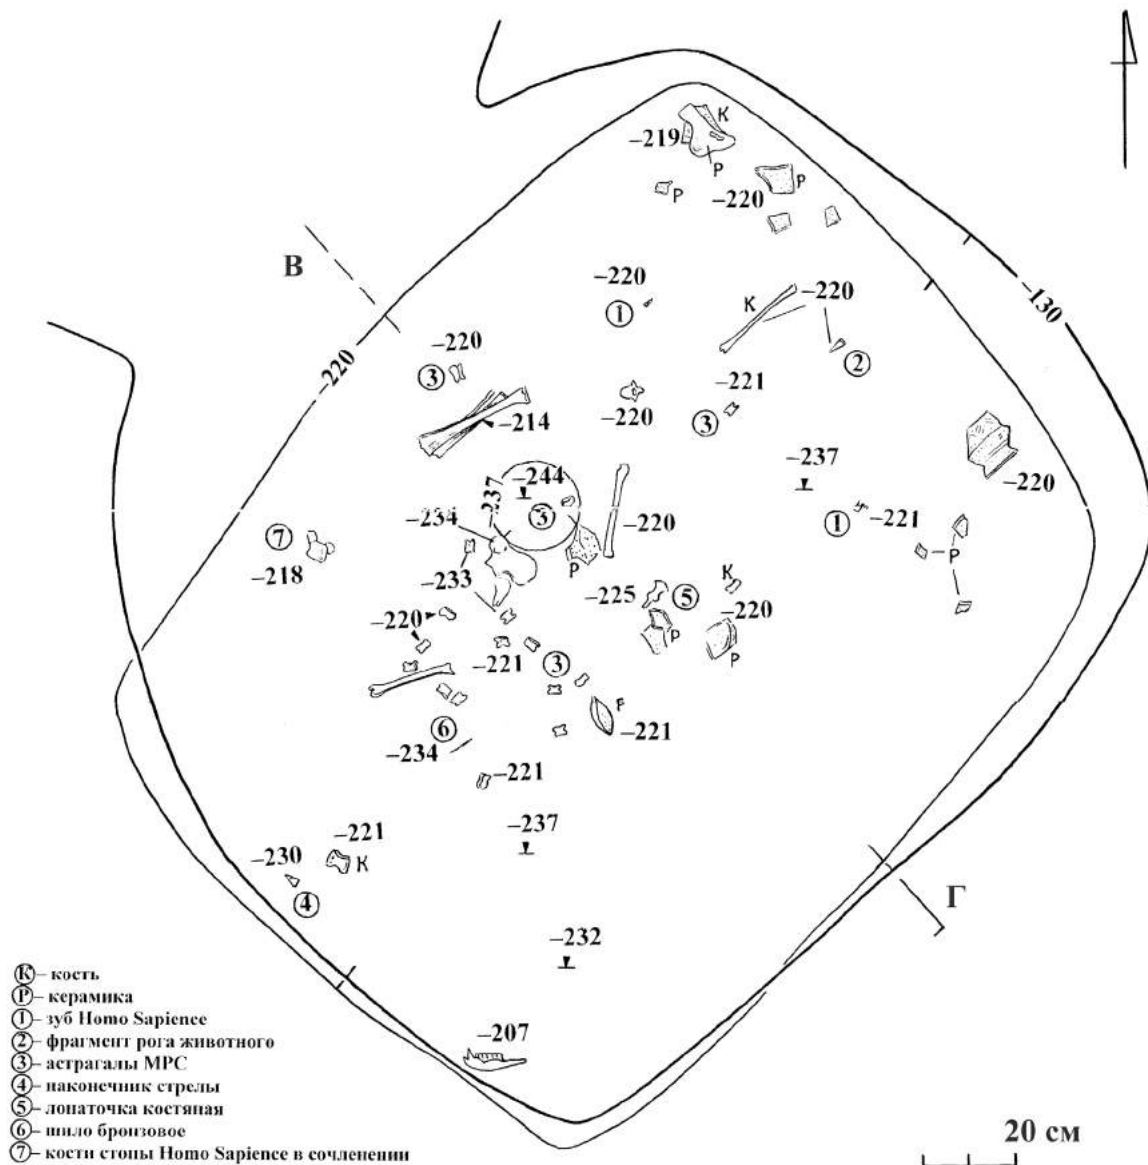 К
–219
Р
–220
Р
Р
В
–220
①
К
–220
②
–130
–220
–220
③
–214
–220
–221
③
–237
–220
–244
237
③
–234
–220
①
–221
⑦
–218
–233
Р
–225
⑤
К
–220
Р
–220
–221
③
Р
Р
⑥
–234
–221
–221
–237
–221
К
–230
④
Г
–232
–207
К – кость
Р – керамика
① – зуб Homo Sapience
② – фрагмент рога животного
③ – астрагалы МРС
④ – наконечник стрелы
⑤ – лопаточка костяная
⑥ – шило бронзовое
⑦ – кости стопы Homo Sapience в сочленении
20 см